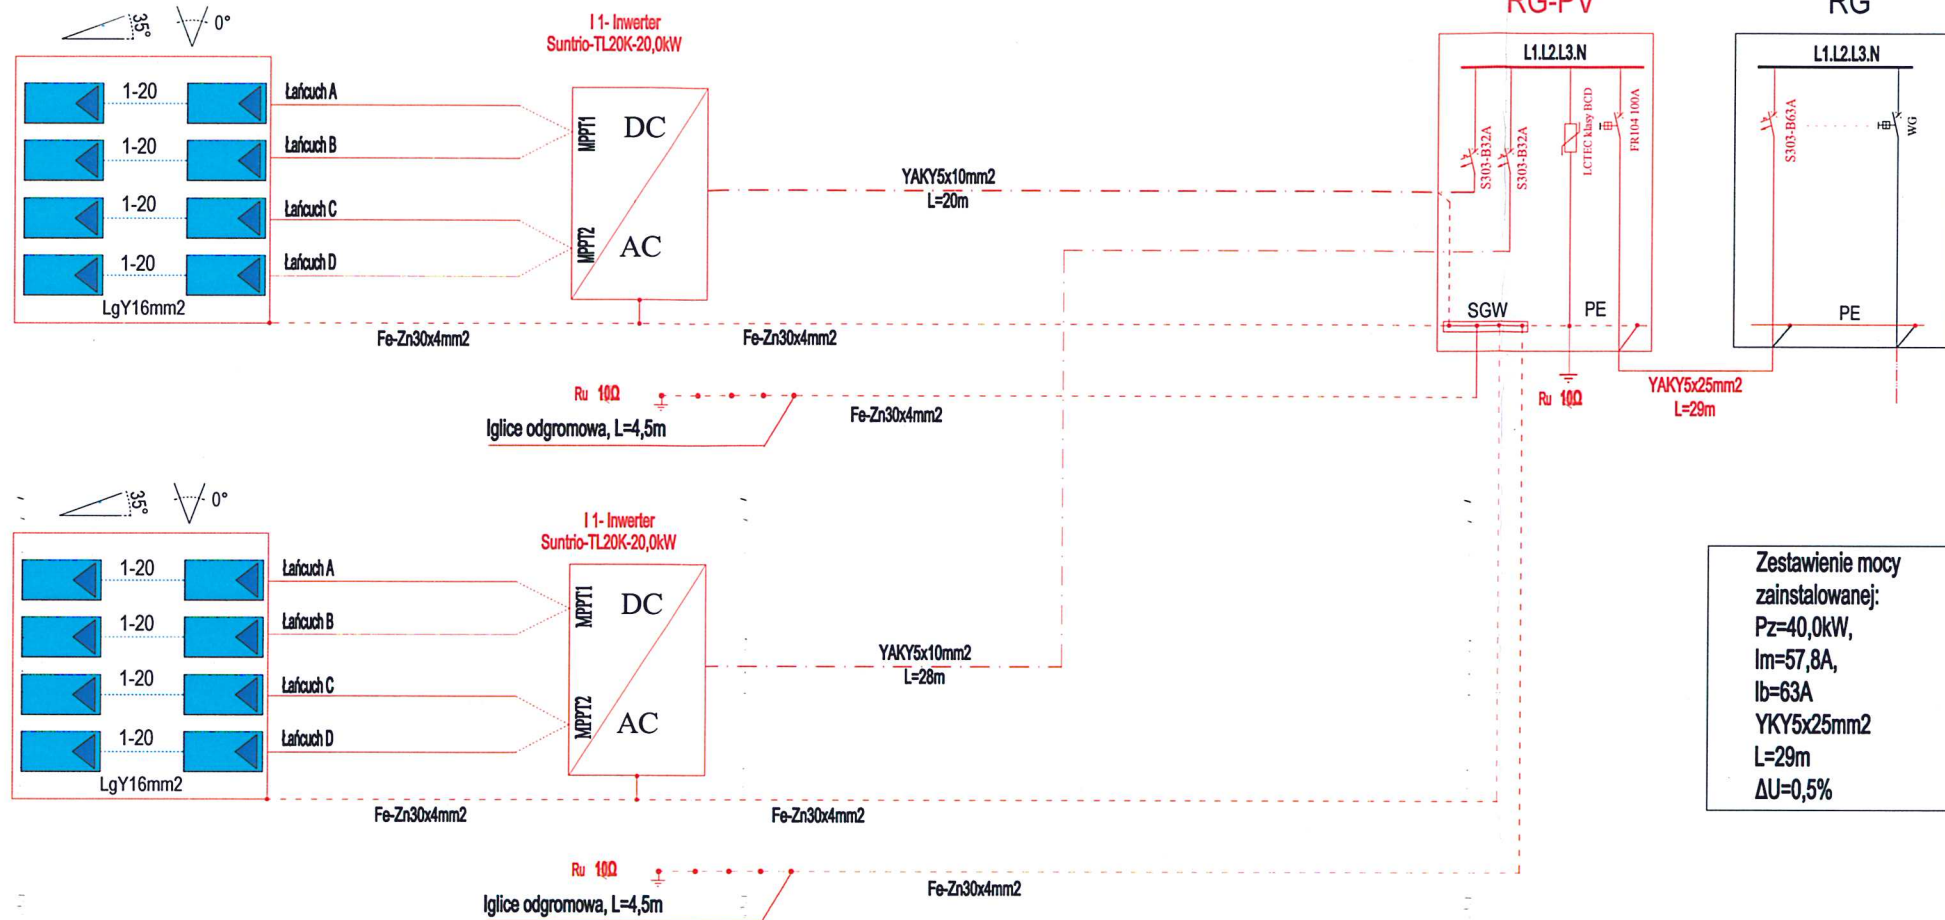 35°
0°
I 1- Inwerter
Suntrio-TL20K-20,0kW
1-20
Łańcuch A
1-20
Łańcuch B
1-20
Łańcuch C
1-20
Łańcuch D
LgY16mm2
MPPT1
DC
MPPT2
AC
YAKY5x10mm2
L=20m
Fe-Zn30x4mm2
Fe-Zn30x4mm2
RG-PV
L1.L2.L3.N
S303-B32A
S303-B32A
LCTEC klasy BCD
FR104 100A
SGW
PE
Ru 10Ω
RG
L1.L2.L3.N
S303-B63A
WG
PE
YAKY5x25mm2
L=29m
Ru 10Ω
Iglice odgromowa, L=4,5m
Fe-Zn30x4mm2
35°
0°
I 1- Inwerter
Suntrio-TL20K-20,0kW
1-20
Łańcuch A
1-20
Łańcuch B
1-20
Łańcuch C
1-20
Łańcuch D
LgY16mm2
MPPT1
DC
MPPT2
AC
YAKY5x10mm2
L=28m
Fe-Zn30x4mm2
Fe-Zn30x4mm2
Ru 10Ω
Iglice odgromowa, L=4,5m
Fe-Zn30x4mm2
Zestawienie mocy
zainstalowanej:
Pz=40,0kW,
Im=57,8A,
Ib=63A
YKY5x25mm2
L=29m
ΔU=0,5%